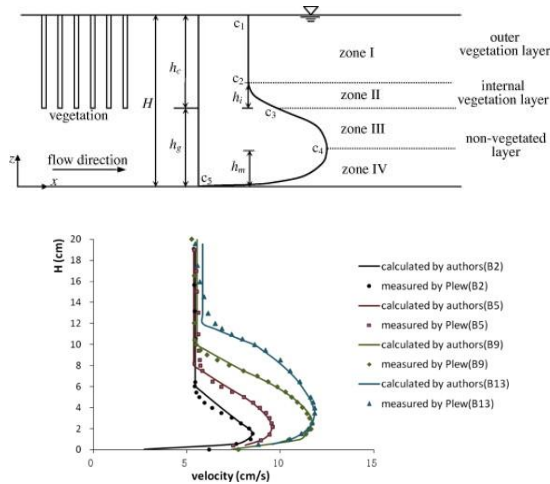 c1
zone I
outer
vegetation layer
hc
c2
zone II
internal
vegetation layer
hi
H
c3
vegetation
zone III
non-vegetated
layer
hg
c4
z
flow direction
hm
zone IV
c5
x
20
18
16
14
12
10
8
6
4
2
0
H (cm)
0
5
10
15
velocity (cm/s)
calculated by authors(B2)
measured by Plew(B2)
calculated by authors(B5)
measured by Plew(B5)
calculated by authors(B9)
measured by Plew(B9)
calculated by authors(B13)
measured by Plew(B13)